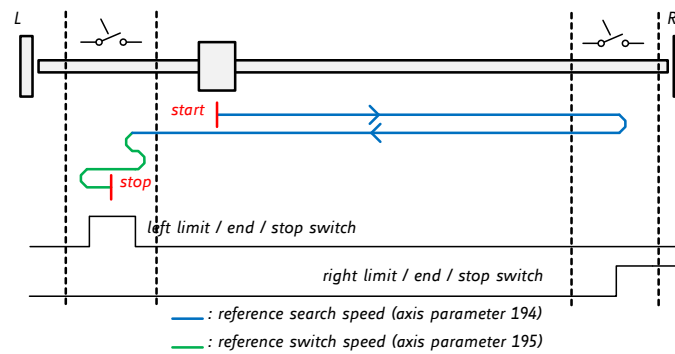 L
R
start
stop
left limit / end / stop switch
right limit / end / stop switch
: reference search speed (axis parameter 194)
: reference switch speed (axis parameter 195)